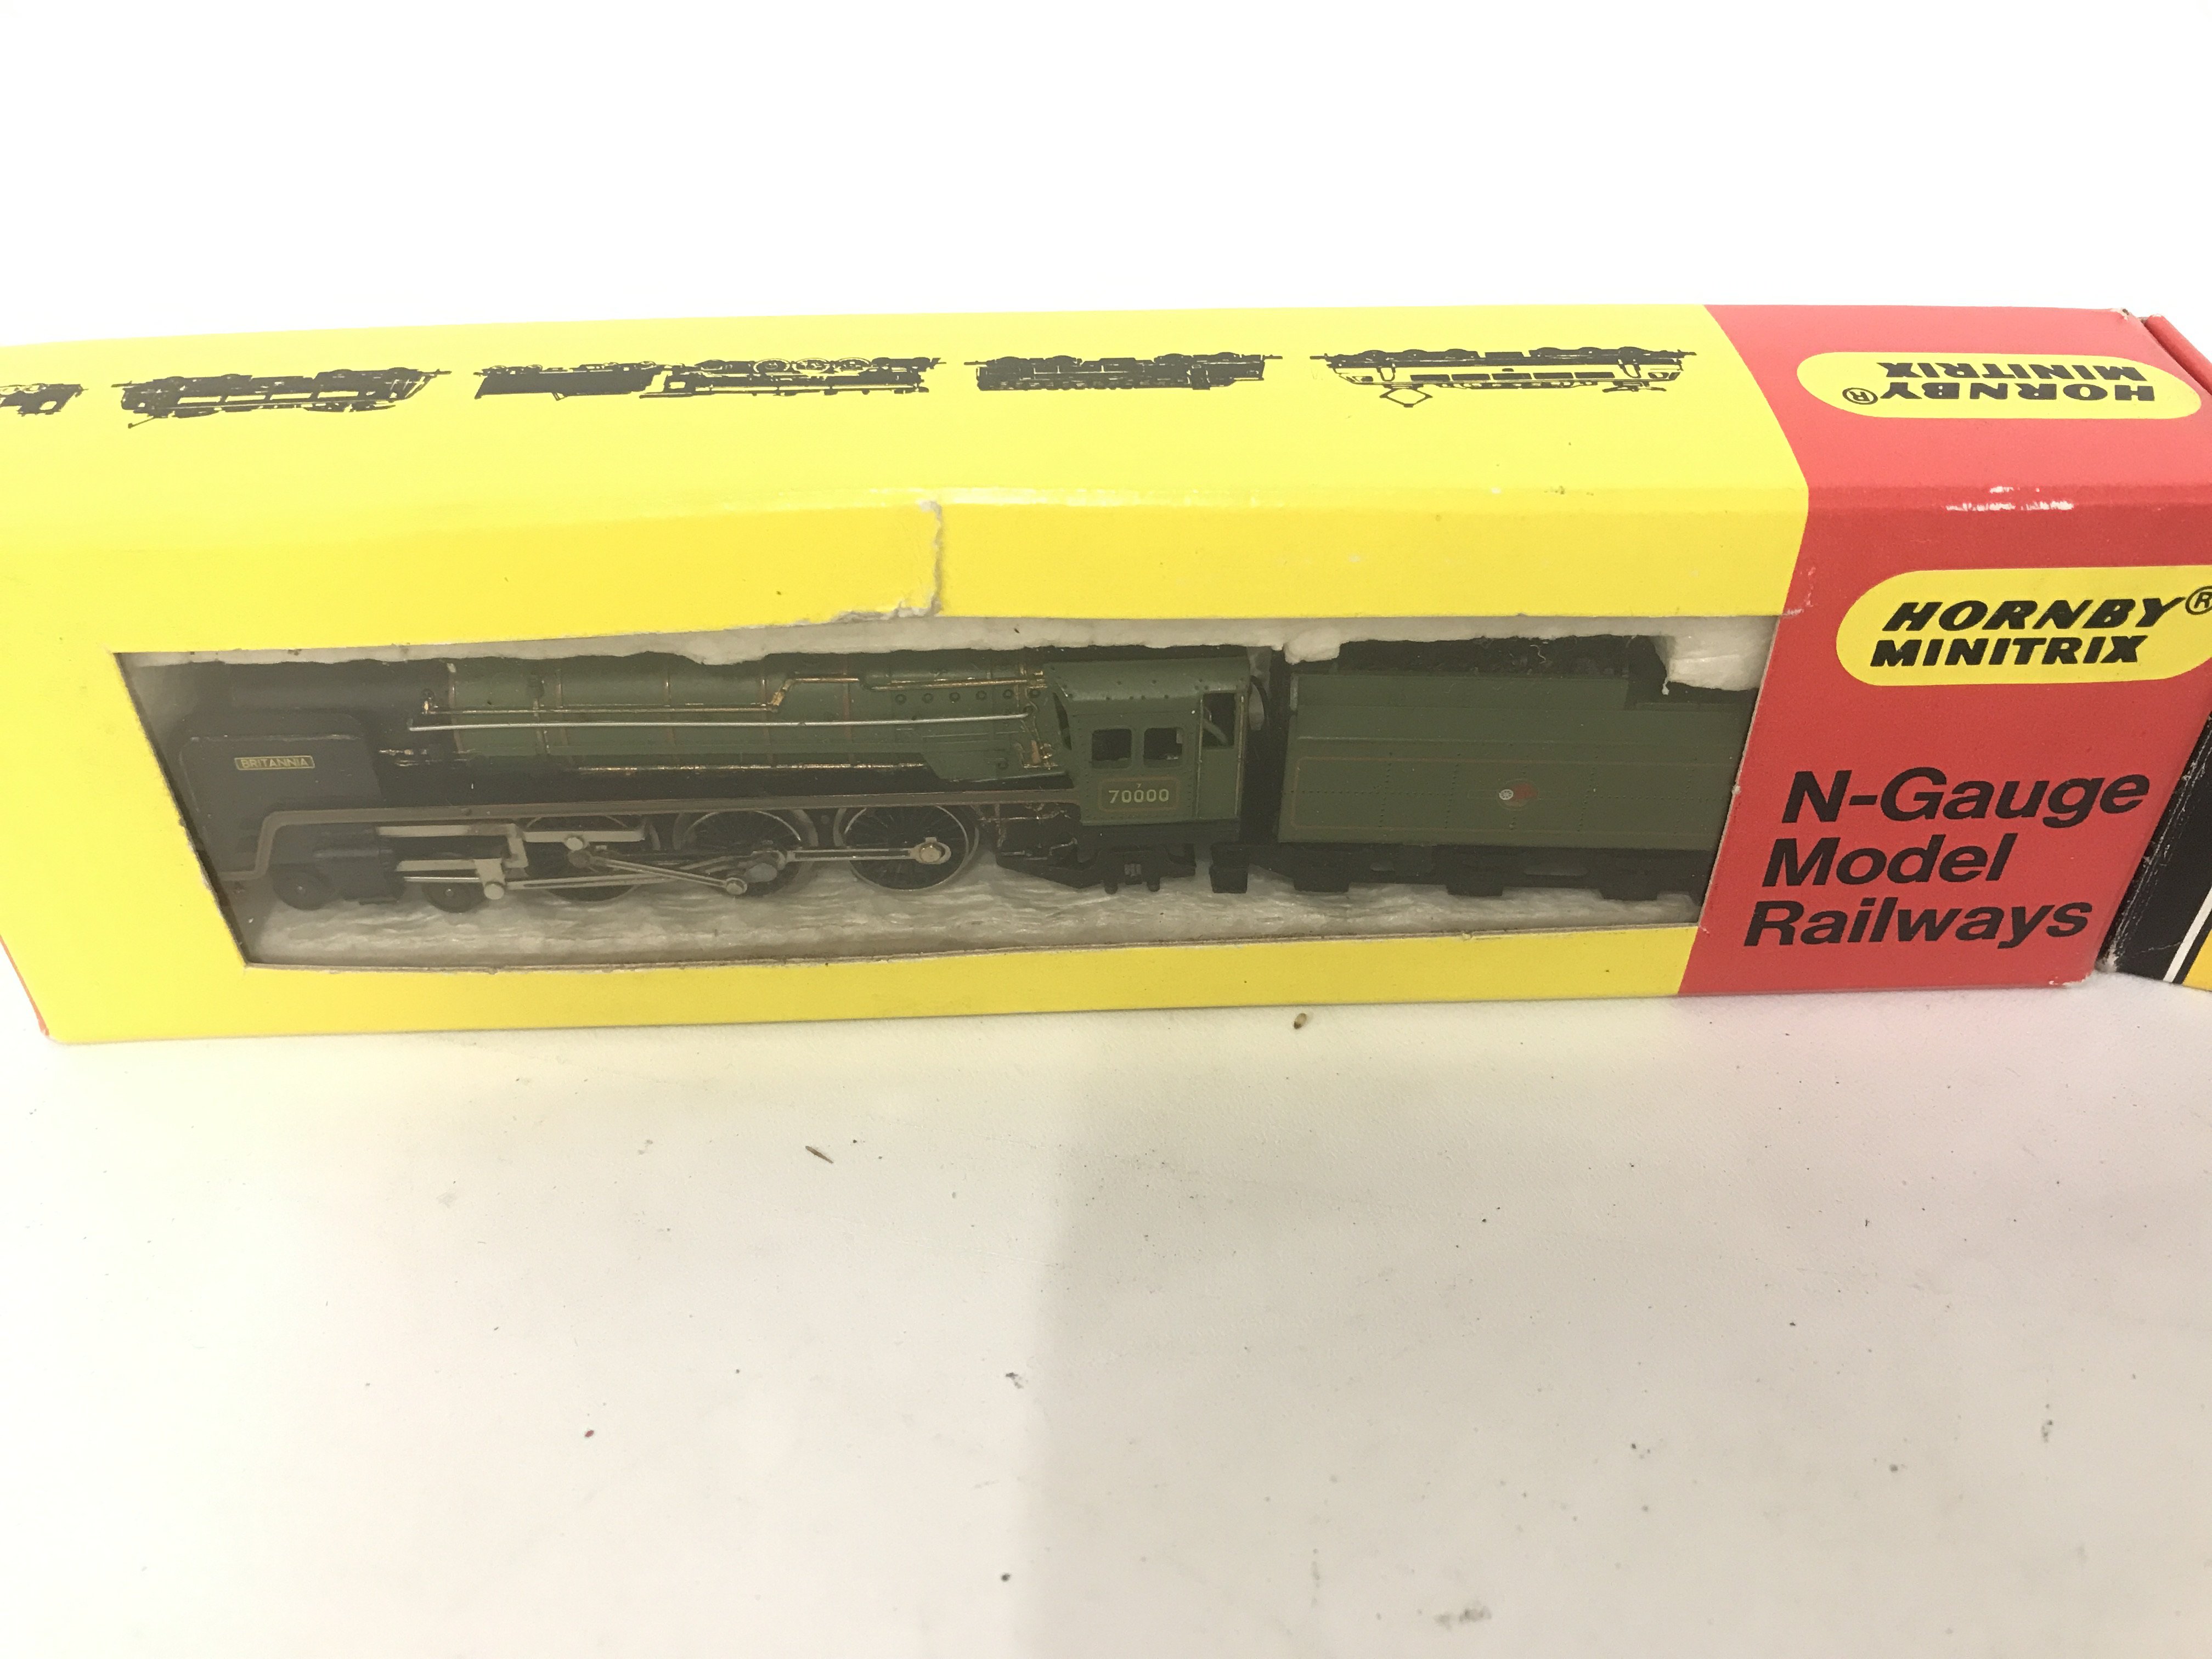 HORNBY®
MINITRIX
HORNBY®
MINITRIX
BRITANNIA
70000
N-Gauge
Model
Railways